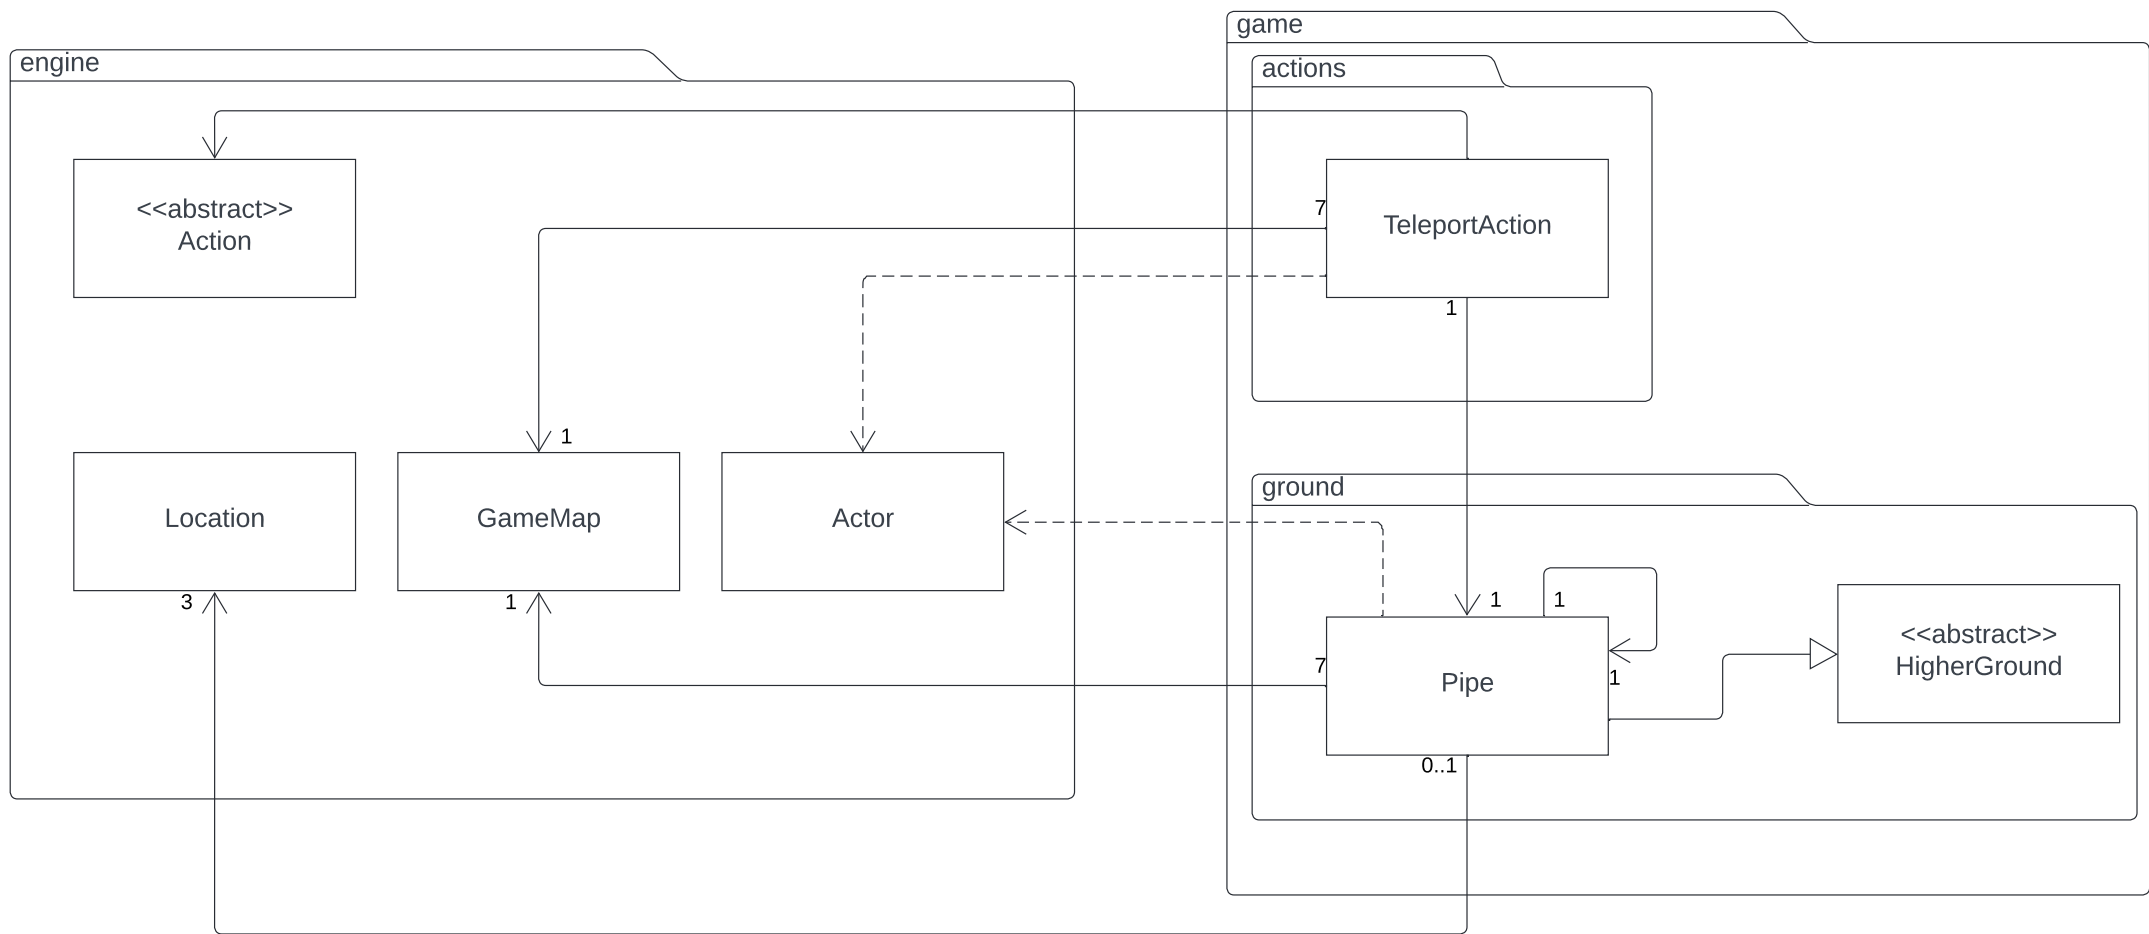 game
engine
actions
<<abstract>>
Action
7
TeleportAction
1
1
Location
GameMap
Actor
ground
3
1
1
1
7
Pipe
1
<<abstract>>
HigherGround
0..1